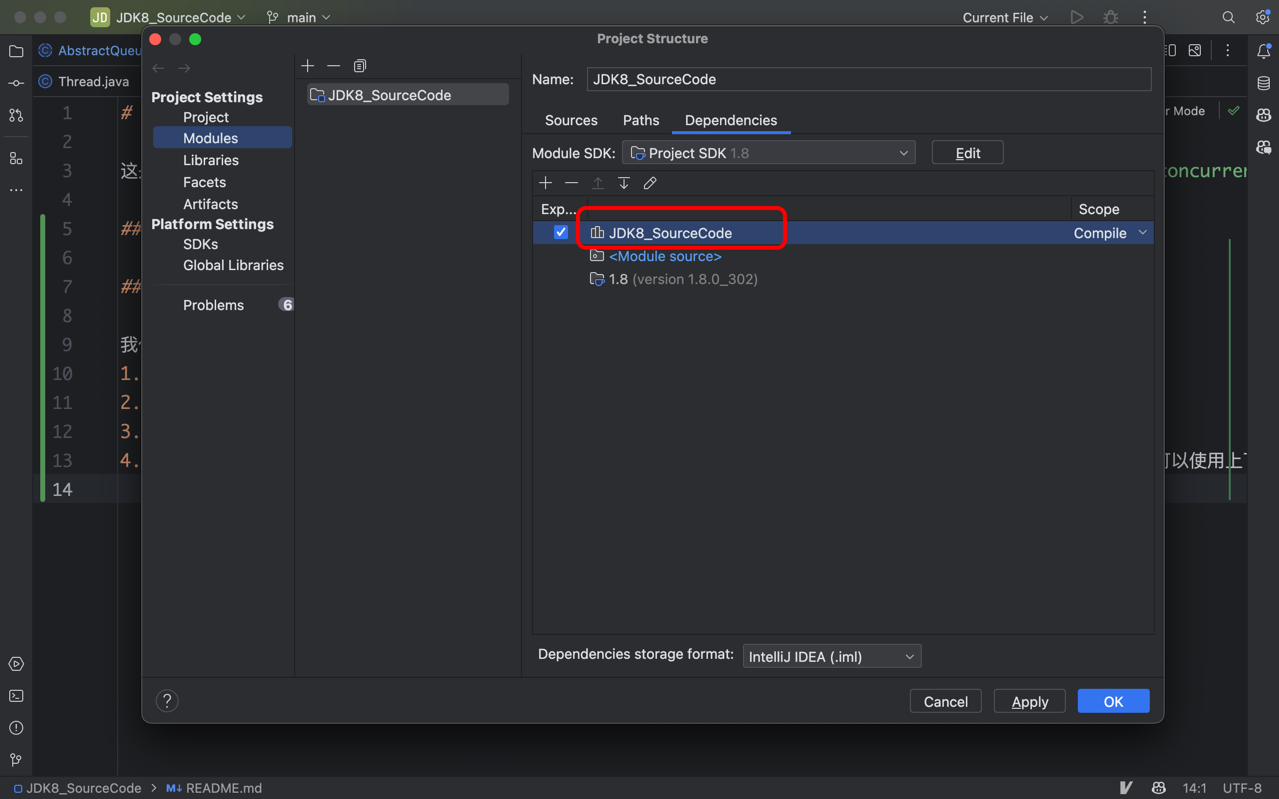 JD JDK8_SourceCode main Current File
Project Structure
AbstractQueu
Thread.java
Project Settings
Project
Modules
Libraries
Facets
Artifacts
Platform Settings
SDKs
Global Libraries
Problems 6
JDK8_SourceCode
Name: JDK8_SourceCode
Sources Paths Dependencies
Module SDK: Project SDK 1.8 Edit
Exp... Scope
JDK8_SourceCode Compile
<Module source>
1.8 (version 1.8.0_302)
Dependencies storage format: IntelliJ IDEA (.iml)
? Cancel Apply OK
r Mode
1 #
2
3 这 concurrer
4
5 ##
6
7 ##
8
9 我
10 1.
11 2.
12 3.
13 4. 可以使用上
14
JDK8_SourceCode > M↓ README.md 14:1 UTF-8